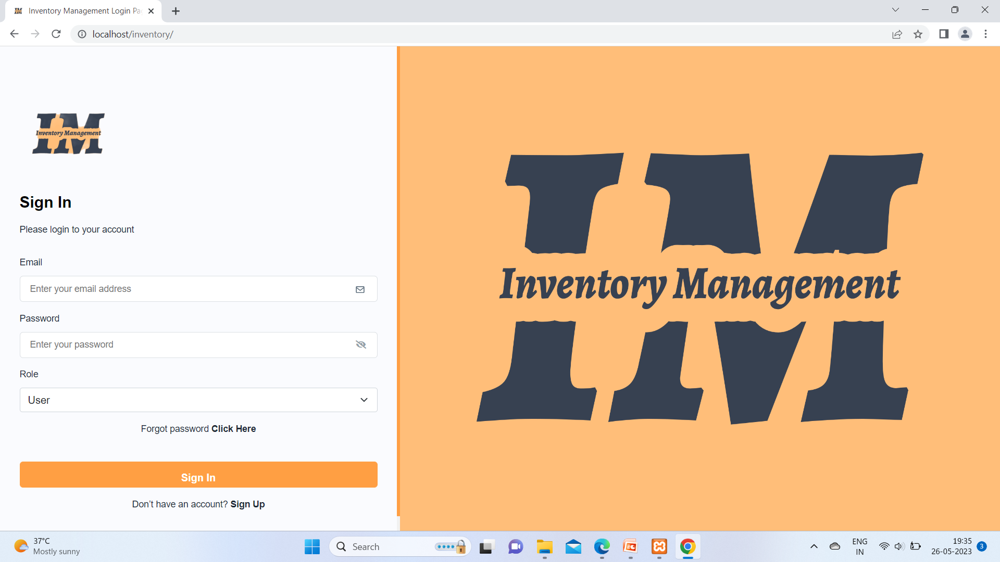 IM
Inventory Management Login Pa
localhost/inventory/
IM
Inventory Management
Sign In
Please login to your account
Email
Enter your email address
Password
Enter your password
Role
User
Forgot password Click Here
Sign In
Don't have an account? Sign Up
IM
Inventory Management
37°C
Mostly sunny
Search
ENG
IN
19:35
26-05-2023
3